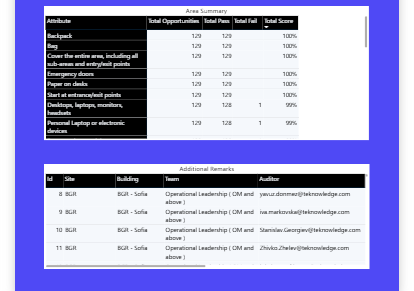 Area Summary
Attribute Total Opportunities Total Pass Total Fail Total Score
Backpack 129 129 100%
Bag 129 129 100%
Cover the entire area, including all 129 129 100%
sub-areas and entry/exit points
Emergency doors 129 129 100%
Paper on desks 129 129 100%
Start at entrance/exit points 129 129 100%
Desktops, laptops, monitors, 129 128 1 99%
headsets
Personal Laptop or electronic 129 128 1 99%
devices
Additional Remarks
Id Site Building Team Auditor
8 BGR BGR - Sofia Operational Leadership ( OM and yavuz.donmez@teknowledge.com
above )
9 BGR BGR - Sofia Operational Leadership ( OM and iva.markovska@teknowledge.com
above )
10 BGR BGR - Sofia Operational Leadership ( OM and Stanislav.Georgiev@teknowledge.com
above )
11 BGR BGR - Sofia Operational Leadership ( OM and Zhivko.Zhelev@teknowledge.com
above )